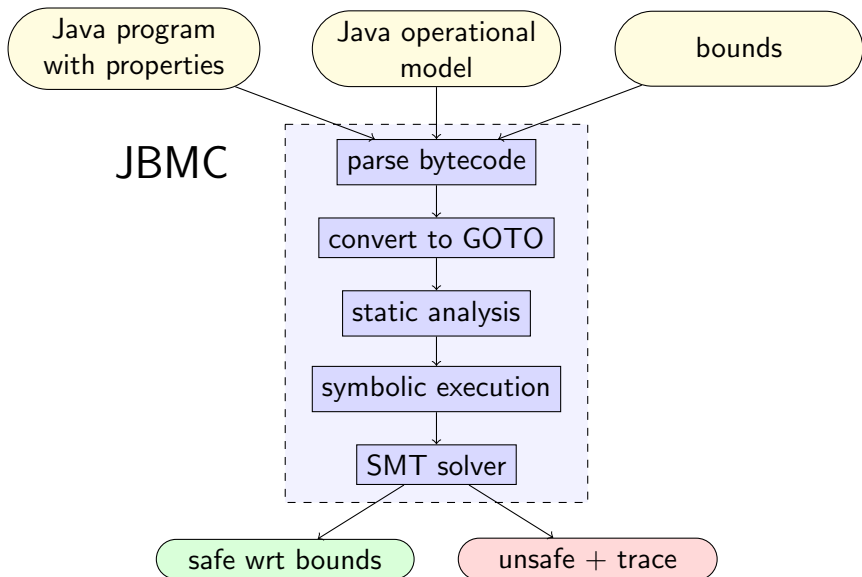 Java program
with properties
Java operational
model
bounds
JBMC
parse bytecode
convert to GOTO
static analysis
symbolic execution
SMT solver
safe wrt bounds
unsafe + trace